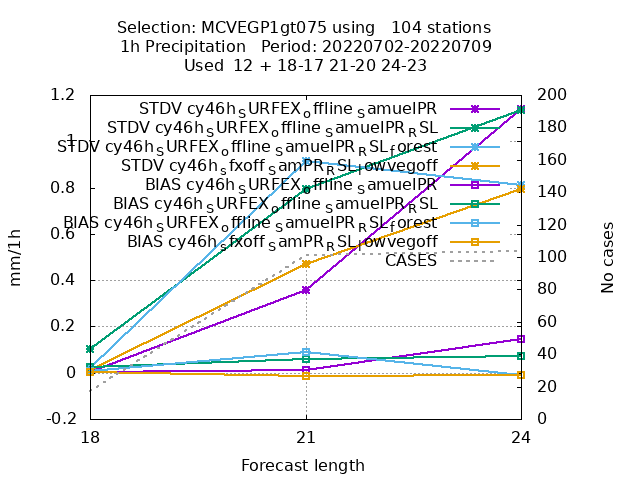 Selection: MCVEGP1gt075 using   104 stations
1h Precipitation   Period: 20220702-20220709
Used  12 + 18-17 21-20 24-23
STDV cy46h_SURFEX_offline_SamuelPR
STDV cy46h_SURFEX_offline_SamuelPR_RSL
STDV cy46h_SURFEX_offline_SamuelPR_RSL_forest
STDV cy46h_sfxoff_SamPR_RSL_lowvegoff
BIAS cy46h_SURFEX_offline_SamuelPR
BIAS cy46h_SURFEX_offline_SamuelPR_RSL
BIAS cy46h_SURFEX_offline_SamuelPR_RSL_forest
BIAS cy46h_sfxoff_SamPR_RSL_lowvegoff
CASES
1.2
1
0.8
0.6
0.4
0.2
0
-0.2
mm/1h
200
180
160
140
120
100
80
60
40
20
0
No cases
18 21 24
Forecast length